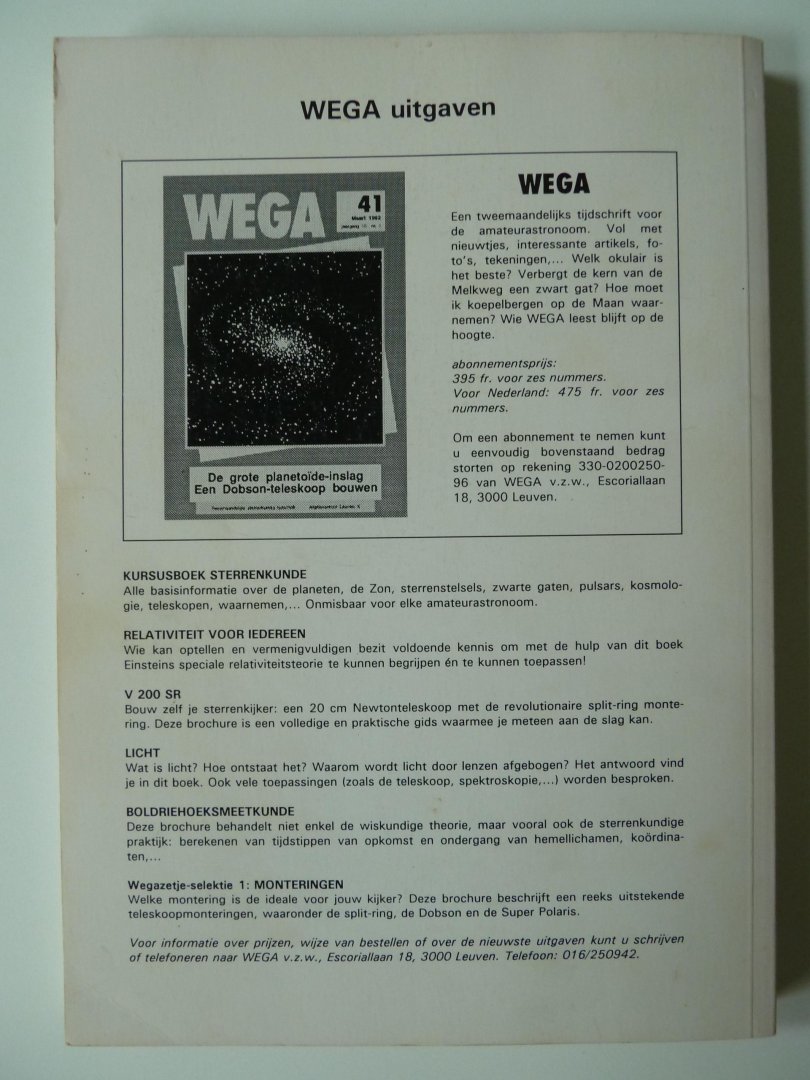 WEGA uitgaven
WEGA
41
Maart 1992
De grote planetoïde-inslag
Een Dobson-teleskoop bouwen
WEGA
Een tweemaandelijks tijdschrift voor
de amateurastronoom. Vol met
nieuwtjes, interessante artikels, fo-
to's, tekeningen,... Welk okulair is
het beste? Verbergt de kern van de
Melkweg een zwart gat? Hoe moet
ik koepelbergen op de Maan waar-
nemen? Wie WEGA leest blijft op de
hoogte.
abonnementsprijs:
395 fr. voor zes nummers.
Voor Nederland: 475 fr. voor zes
nummers.
Om een abonnement te nemen kunt
u eenvoudig bovenstaand bedrag
storten op rekening 330-0200250-
96 van WEGA v.z.w., Escoriallaan
18, 3000 Leuven.
KURSUSBOEK STERRENKUNDE
Alle basisinformatie over de planeten, de Zon, sterrenstelsels, zwarte gaten, pulsars, kosmolo-
gie, teleskopen, waarnemen,... Onmisbaar voor elke amateurastronoom.
RELATIVITEIT VOOR IEDEREEN
Wie kan optellen en vermenigvuldigen bezit voldoende kennis om met de hulp van dit boek
Einsteins speciale relativiteitsteorie te kunnen begrijpen én te kunnen toepassen!
V 200 SR
Bouw zelf je sterrenkijker: een 20 cm Newtonteleskoop met de revolutionaire split-ring monte-
ring. Deze brochure is een volledige en praktische gids waarmee je meteen aan de slag kan.
LICHT
Wat is licht? Hoe ontstaat het? Waarom wordt licht door lenzen afgebogen? Het antwoord vind
je in dit boek. Ook vele toepassingen (zoals de teleskoop, spektroskopie,...) worden besproken.
BOLDRIEHOEKSMEETKUNDE
Deze brochure behandelt niet enkel de wiskundige theorie, maar vooral ook de sterrenkundige
praktijk: berekenen van tijdstippen van opkomst en ondergang van hemellichamen, koördina-
ten,...
Wegazetje-selektie 1: MONTERINGEN
Welke montering is de ideale voor jouw kijker? Deze brochure beschrijft een reeks uitstekende
teleskoopmonteringen, waaronder de split-ring, de Dobson en de Super Polaris.
Voor informatie over prijzen, wijze van bestellen of over de nieuwste uitgaven kunt u schrijven
of telefoneren naar WEGA v.z.w., Escoriallaan 18, 3000 Leuven. Telefoon: 016/250942.